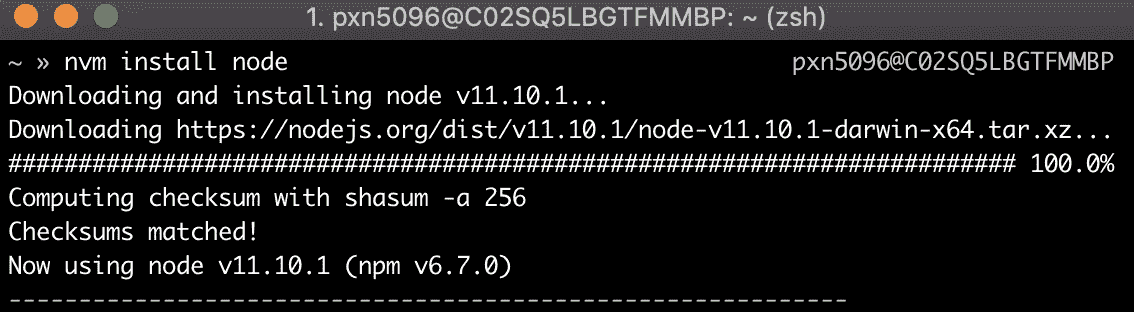 1. pxn5096@C02SQ5LBGTFMMBP: ~ (zsh)
~ » nvm install node pxn5096@C02SQ5LBGTFMMBP
Downloading and installing node v11.10.1...
Downloading https://nodejs.org/dist/v11.10.1/node-v11.10.1-darwin-x64.tar.xz...
######################################################################## 100.0%
Computing checksum with shasum -a 256
Checksums matched!
Now using node v11.10.1 (npm v6.7.0)
------------------------------------------------------------